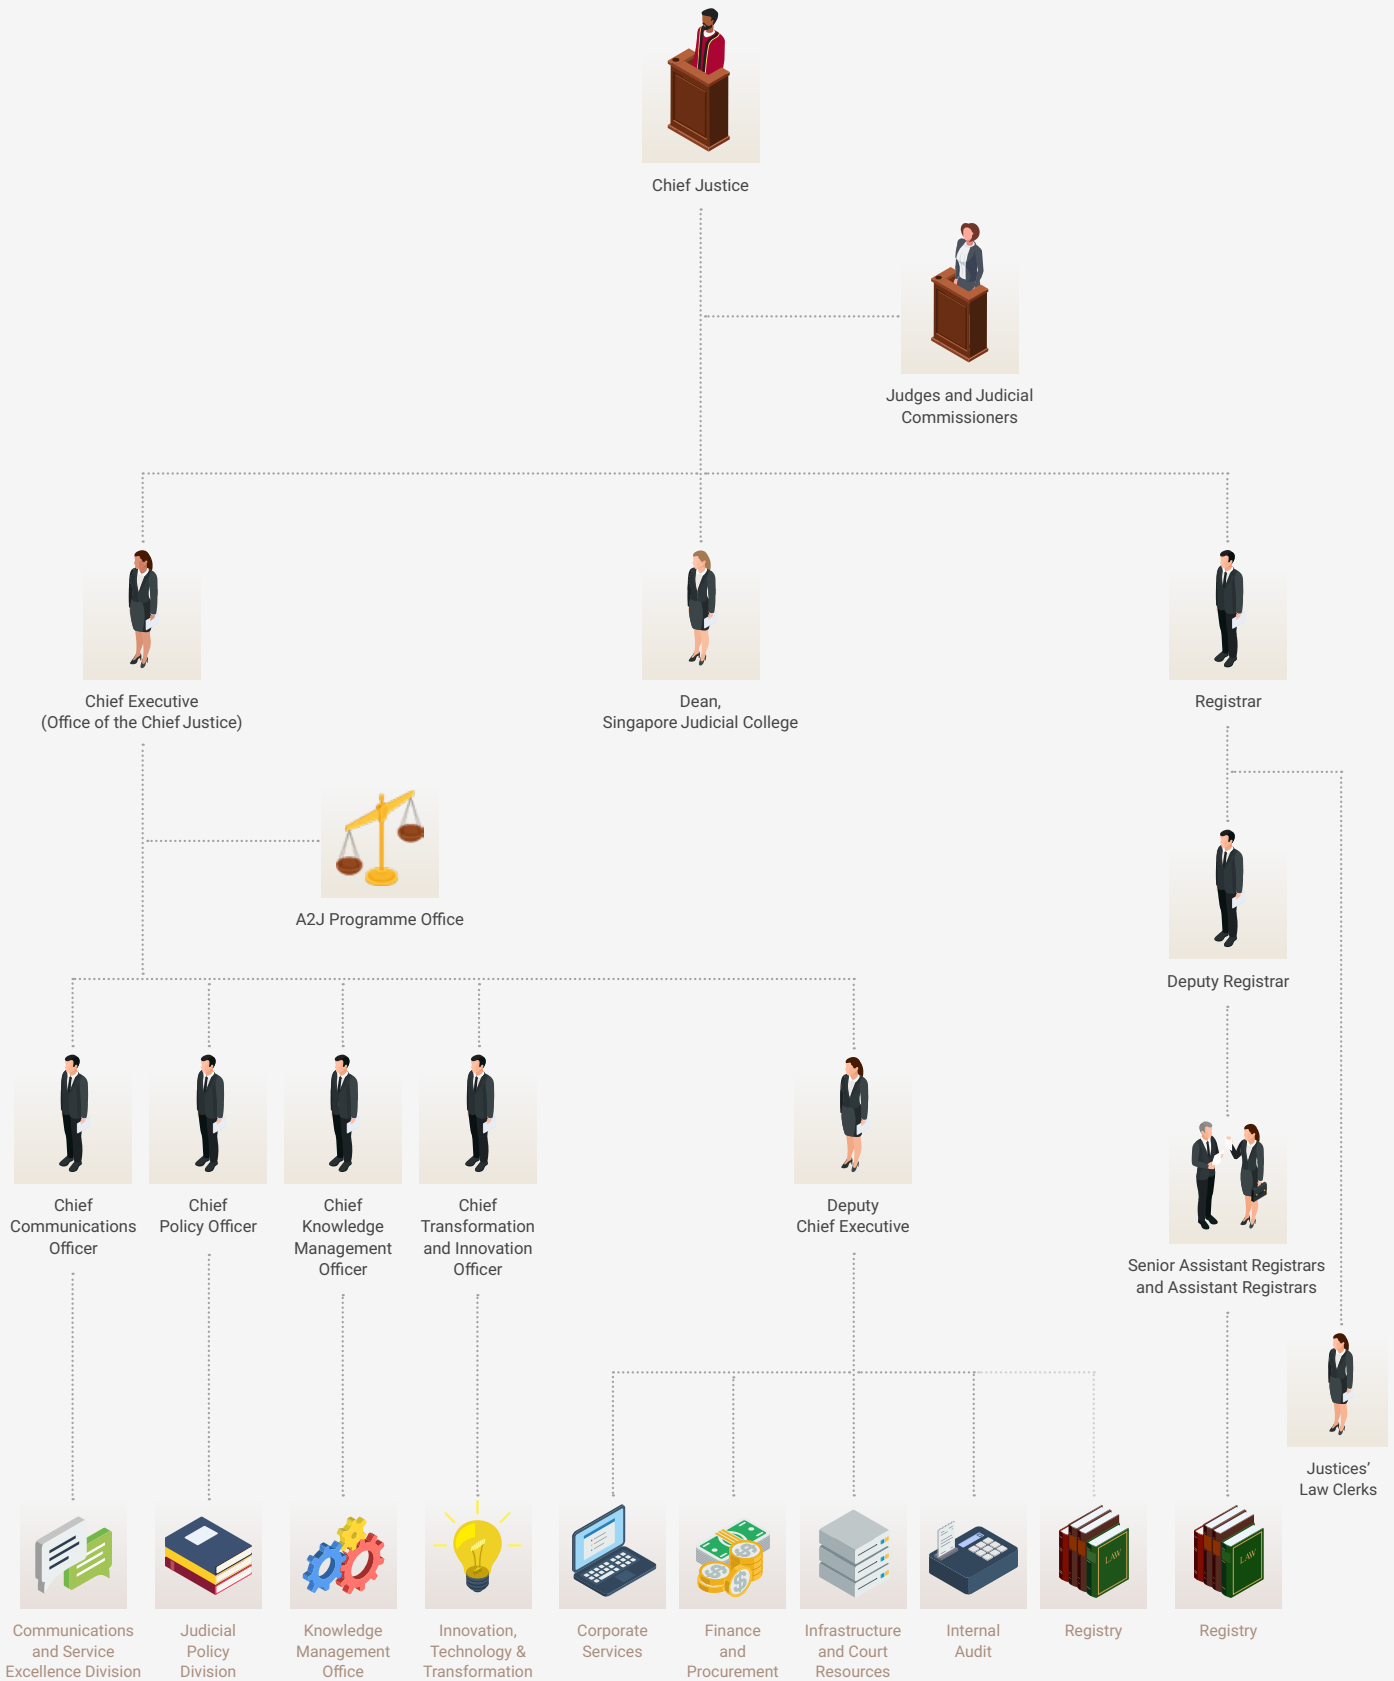 Chief Justice
Judges and Judicial
Commissioners
Chief Executive
(Office of the Chief Justice)
Dean,
Singapore Judicial College
Registrar
A2J Programme Office
Deputy Registrar
Chief
Communications
Officer
Chief
Policy Officer
Chief
Knowledge
Management
Officer
Chief
Transformation
and Innovation
Officer
Deputy
Chief Executive
Senior Assistant Registrars
and Assistant Registrars
Justices’
Law Clerks
LAW
LAW
Communications
and Service
Excellence Division
Judicial
Policy
Division
Knowledge
Management
Office
Innovation,
Technology &
Transformation
Corporate
Services
Finance
and
Procurement
Infrastructure
and Court
Resources
Internal
Audit
Registry
Registry